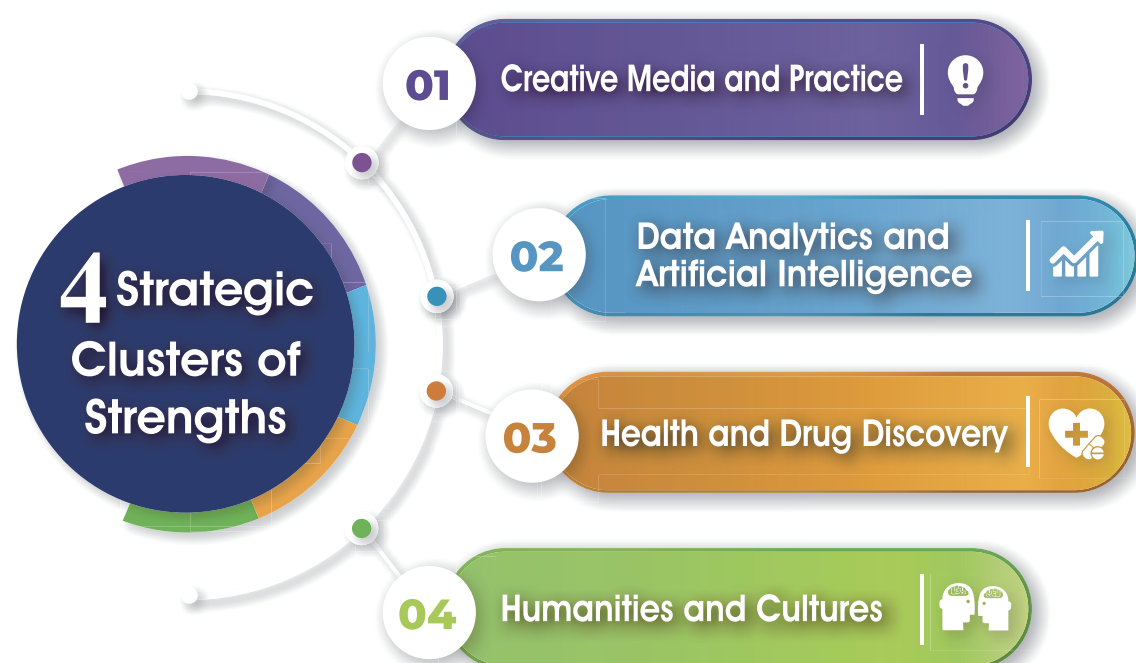 4 Strategic
Clusters of
Strengths
01
Creative Media and Practice
02
Data Analytics and
Artificial Intelligence
03
Health and Drug Discovery
04
Humanities and Cultures